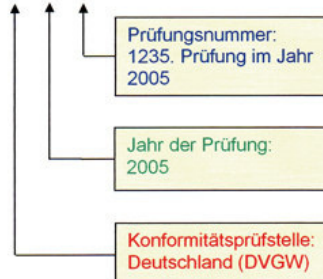 Prüfungsnummer:
1235. Prüfung im Jahr
2005
Jahr der Prüfung:
2005
Konformitätsprüfstelle:
Deutschland (DVGW)